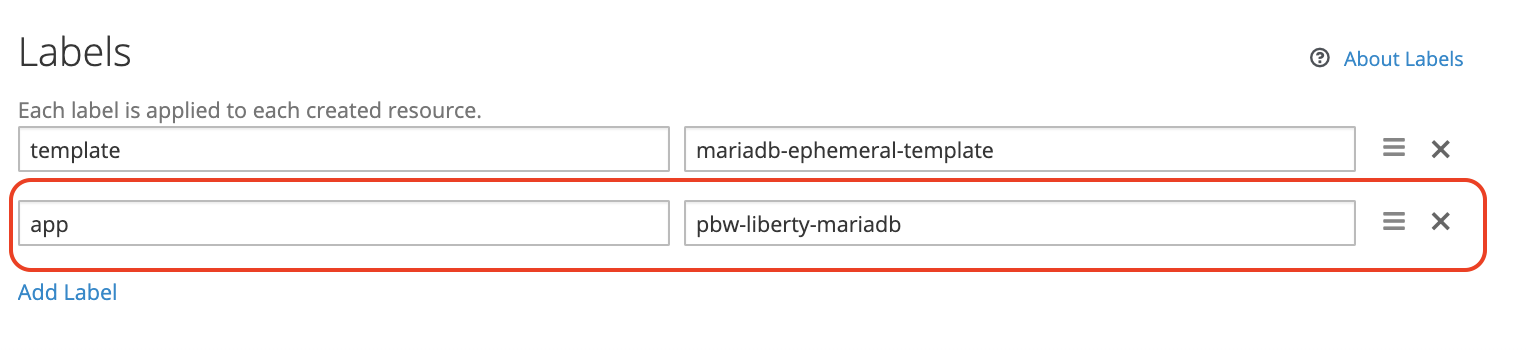 Labels
About Labels
Each label is applied to each created resource.
template mariadb-ephemeral-template
app pbw-liberty-mariadb
Add Label